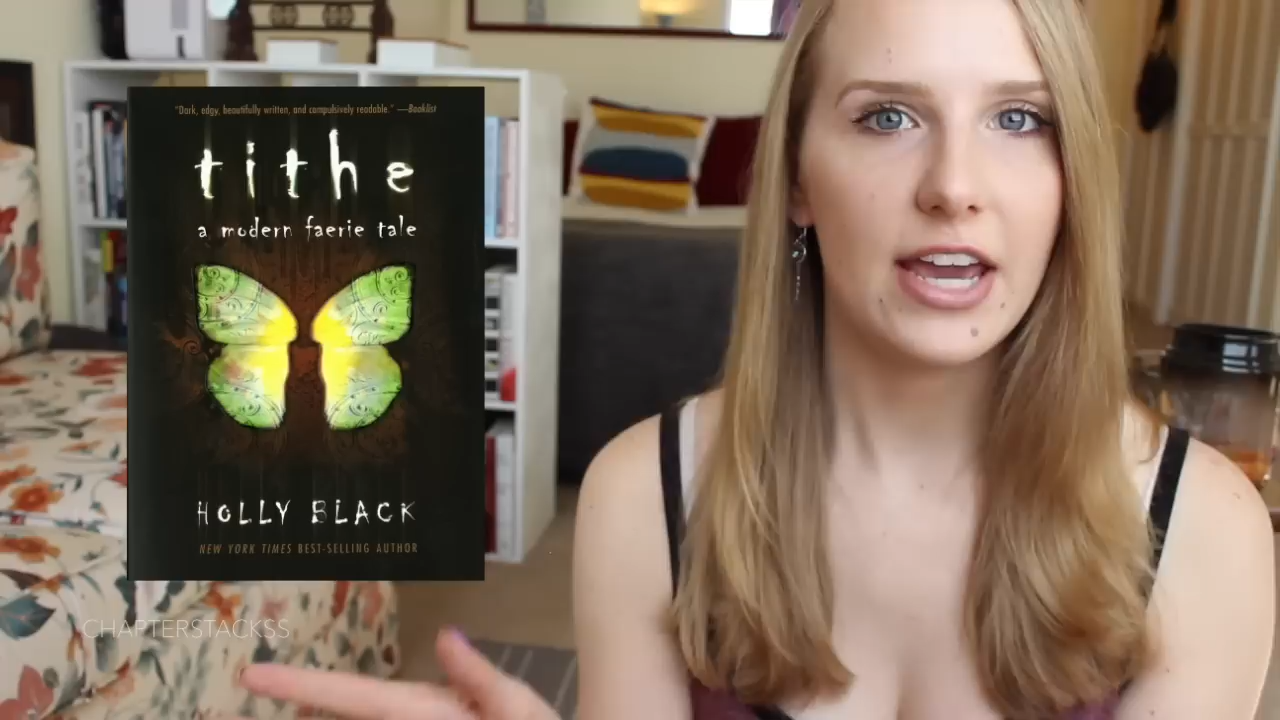 "Dark, edgy, beautifully written, and compulsively readable." —Booklist
tithe
a modern faerie tale
HOLLY BLACK
NEW YORK TIMES BEST-SELLING AUTHOR
CHAPTERSTACKSS